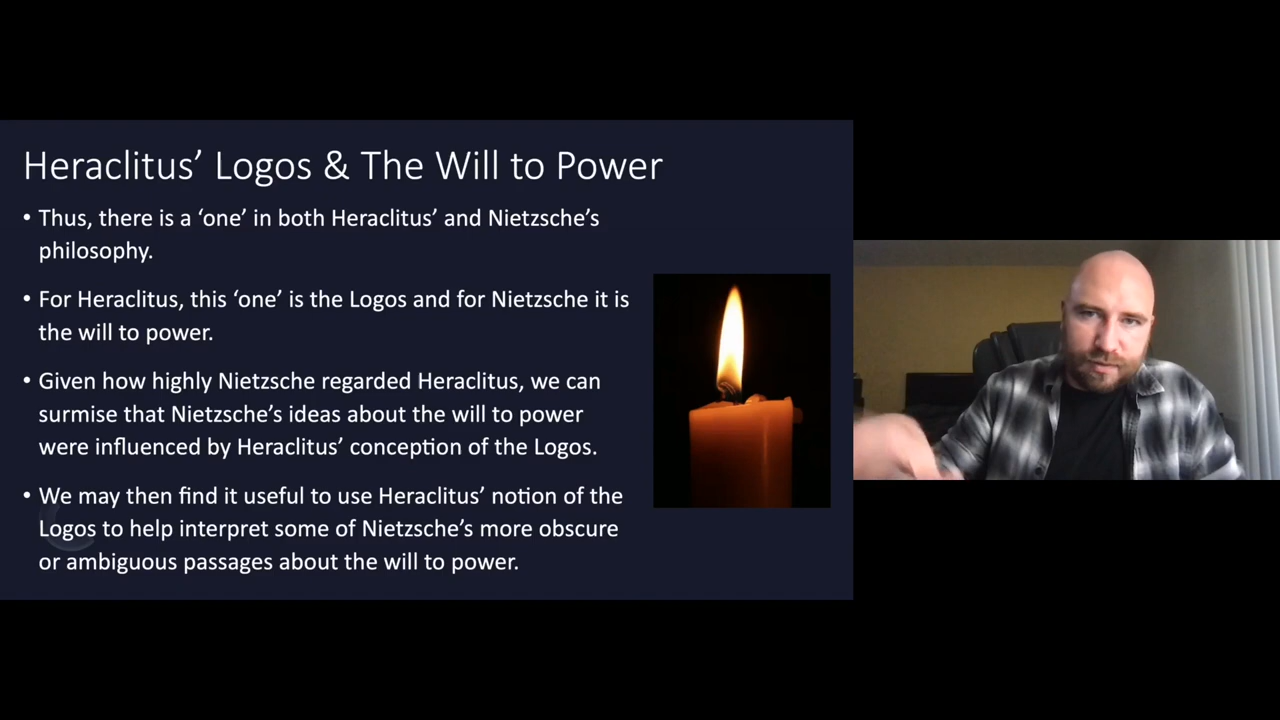 Heraclitus’ Logos & The Will to Power
• Thus, there is a ‘one’ in both Heraclitus’ and Nietzsche’s
philosophy.
• For Heraclitus, this ‘one’ is the Logos and for Nietzsche it is
the will to power.
• Given how highly Nietzsche regarded Heraclitus, we can
surmise that Nietzsche’s ideas about the will to power
were influenced by Heraclitus’ conception of the Logos.
• We may then find it useful to use Heraclitus’ notion of the
Logos to help interpret some of Nietzsche’s more obscure
or ambiguous passages about the will to power.